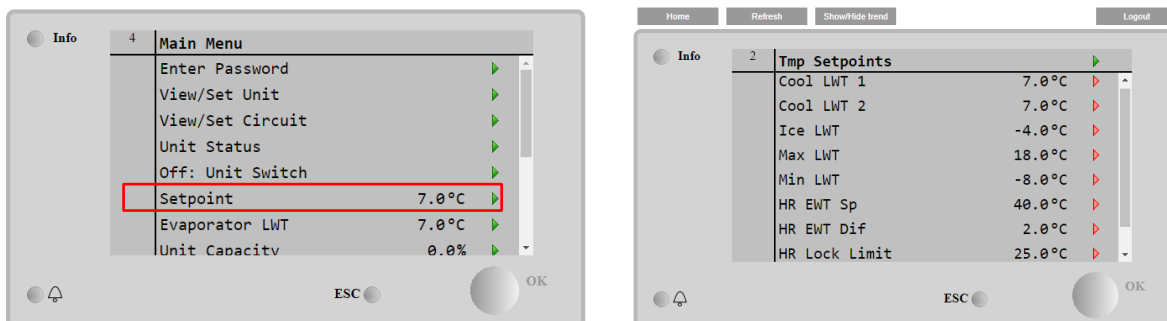 Info
4 Main Menu
Enter Password
View/Set Unit
View/Set Circuit
Unit Status
Off: Unit Switch
Setpoint 7.0°C
Evaporator LWT 7.0°C
Unit Capacity 0.0%
ESC
OK
Home Refresh Show/Hide trend Logout
Info
2 Tmp Setpoints
Cool LWT 1 7.0°C
Cool LWT 2 7.0°C
Ice LWT -4.0°C
Max LWT 18.0°C
Min LWT -8.0°C
HR EWT Sp 40.0°C
HR EWT Dif 2.0°C
HR Lock Limit 25.0°C
ESC
OK